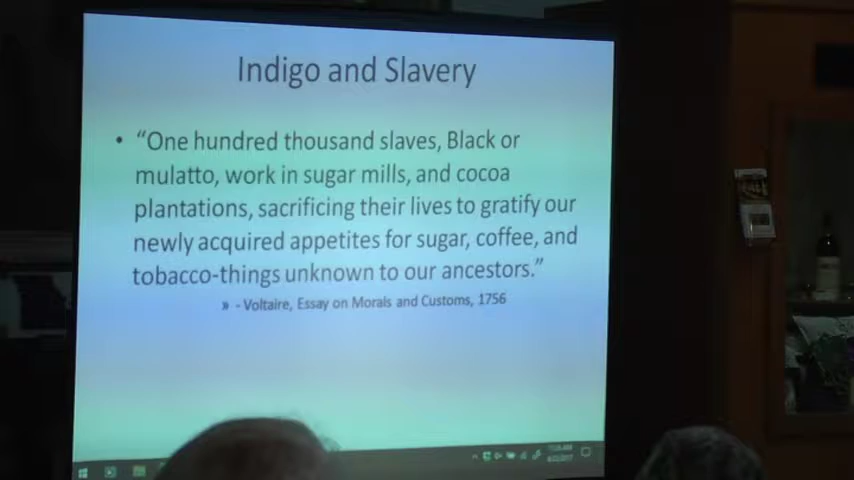 Indigo and Slavery
• “One hundred thousand slaves, Black or
mulatto, work in sugar mills, and cocoa
plantations, sacrificing their lives to gratify our
newly acquired appetites for sugar, coffee, and
tobacco-things unknown to our ancestors.”
» - Voltaire, Essay on Morals and Customs, 1756